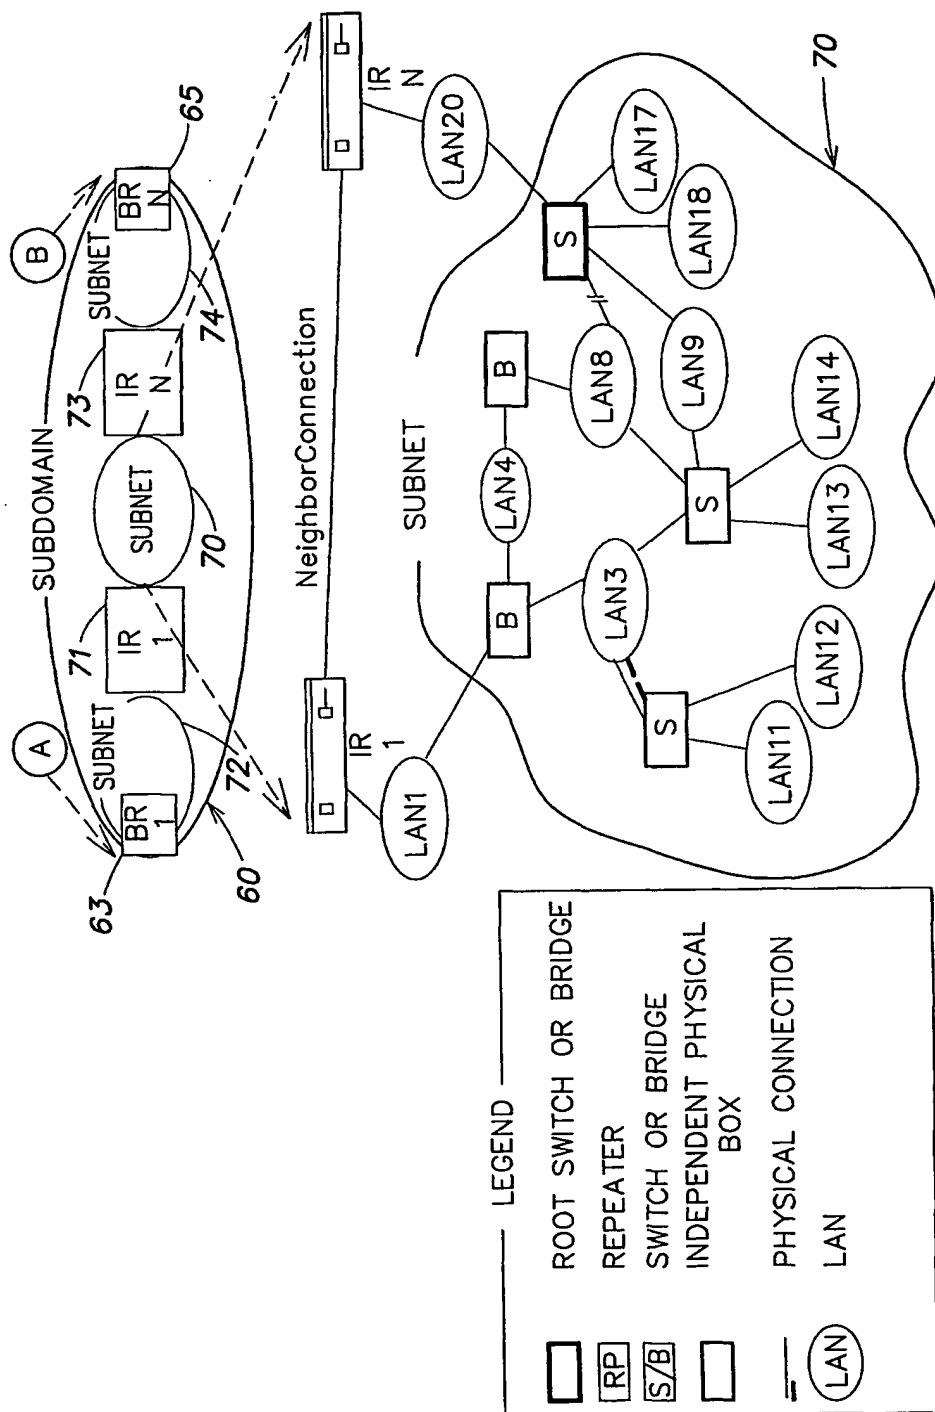 SUBDOMAIN
A
B
63
BR
1
SUBNET
72
60
71
IR
1
SUBNET
70
73
IR
N
SUBNET
74
BR
N
65
NeighborConnection
IR
1
IR
N
LAN1
LAN20
SUBNET
B
LAN4
B
S
LAN3
LAN8
LAN17
LAN18
S
LAN9
S
LAN11
LAN12
LAN13
LAN14
70
LEGEND
ROOT SWITCH OR BRIDGE
RP REPEATER
S/B SWITCH OR BRIDGE
INDEPENDENT PHYSICAL
BOX
PHYSICAL CONNECTION
LAN LAN